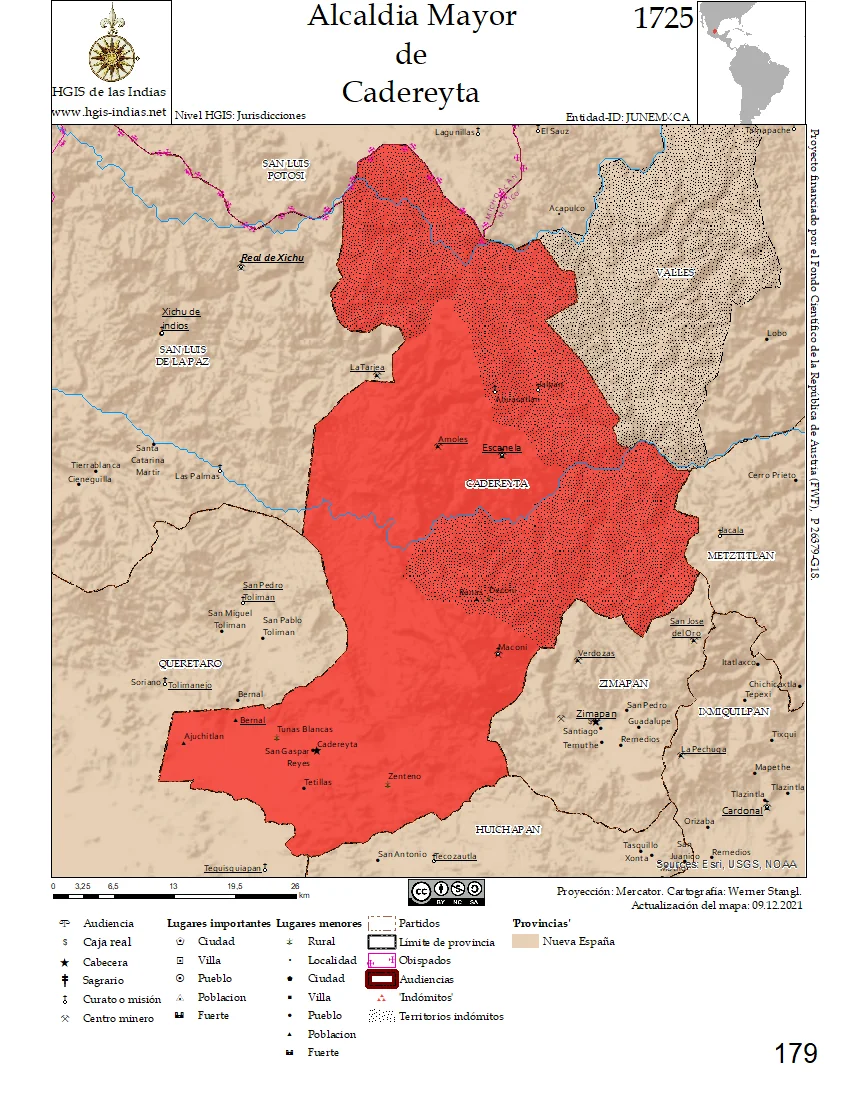 Alcaldia Mayor
de
Cadereyta
1725
HGIS de las Indias
www.hgis-indias.net
Nivel HGIS: Jurisdicciones
Entidad-ID: JUNEMXCA
Lagunillas
El Sauz
Tamapache
SAN LUIS
POTOSI
Acapulco
Real de Xichu
VALLES
Xichu de
indios
Lobo
SAN LUIS
DE LA PAZ
La Tarjea
Jalpan
Ahuacatlan
Amoles
Escanela
Santa
Catarina
Martir
Tierrablanca
Cieneguilla
Las Palmas
CADEREYTA
Cerro Prieto
Jacala
METZTITLAN
San Pedro
Toliman
Ranas
Deconi
San Miguel
Toliman
San Pablo
Toliman
San Jose
del Oro
Maconi
Verdozas
Itatlaxco
QUERETARO
Soriano
Tolimanejo
ZIMAPAN
Chichicaxtla
Tepexi
Bernal
Bernal
San Pedro
IXMIQUILPAN
Zimapan
Guadalupe
Ajuchitlan
Tunas Blancas
Santiago
Remedios
Temuthe
Tixqui
San Gaspar
Reyes
Cadereyta
La Pechuga
Mapethe
Tetillas
Zenteno
Tlazintla
Tlazintla
Cardonal
Orizaba
HUICHAPAN
San Antonio
Tecozautla
Tequisquiapan
Tasquillo
Xonta
San
Juanico
Remedios
Sources: Esri, USGS, NOAA
Proyecto financiado por el Fondo Científico de la República de Austria (FWF), P 26379-G18.
0 3,25 6,5 13 19,5 26
km
BY NC SA
Proyección: Mercator. Cartografía: Werner Stangl.
Actualización del mapa: 09.12.2021
Audiencia
Caja real
Cabecera
Sagrario
Curato o misión
Centro minero
Lugares importantes
Ciudad
Villa
Pueblo
Poblacion
Fuerte
Lugares menores
Rural
Localidad
Ciudad
Villa
Pueblo
Poblacion
Fuerte
Partidos
Límite de provincia
Obispados
Audiencias
'Indómitos'
Territorios indómitos
'Provincias'
Nueva España
179